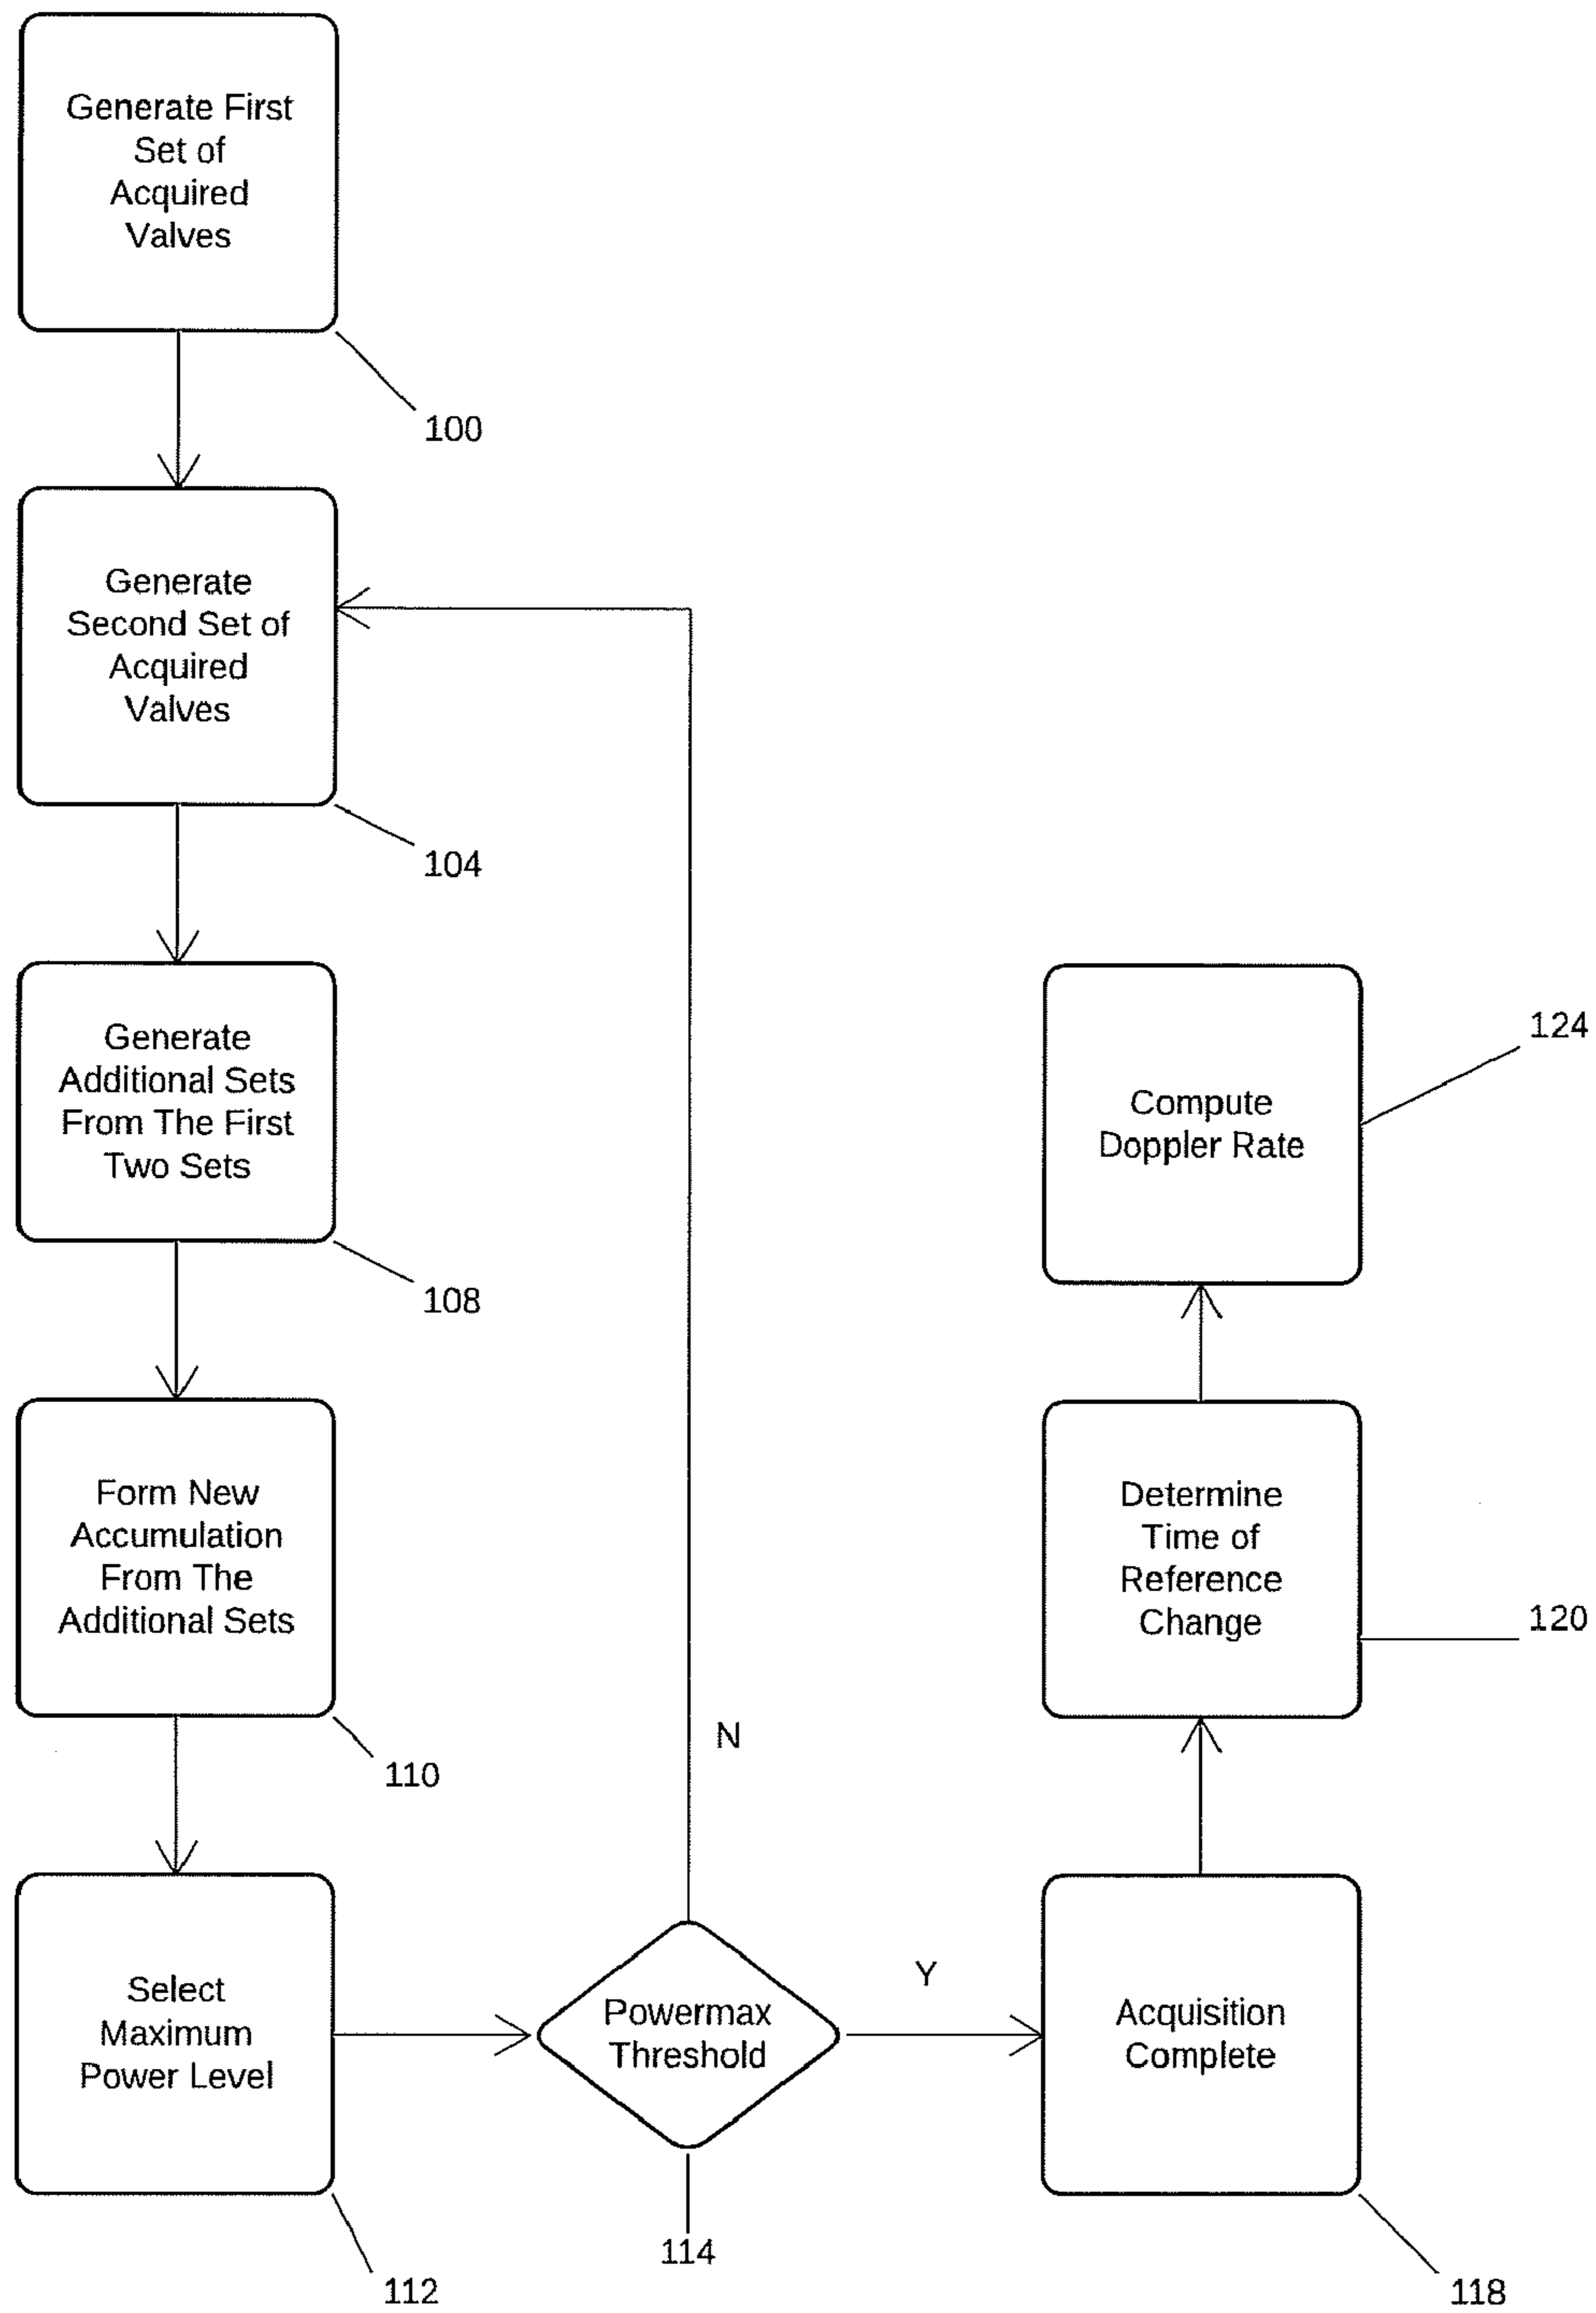 Generate First
Set of
Acquired
Valves
100
Generate
Second Set of
Acquired
Valves
104
Generate
Additional Sets
From The First
Two Sets
108
Form New
Accumulation
From The
Additional Sets
110
Select
Maximum
Power Level
112
Powermax
Threshold
114
N
Y
Acquisition
Complete
118
Determine
Time of
Reference
Change
120
Compute
Doppler Rate
124